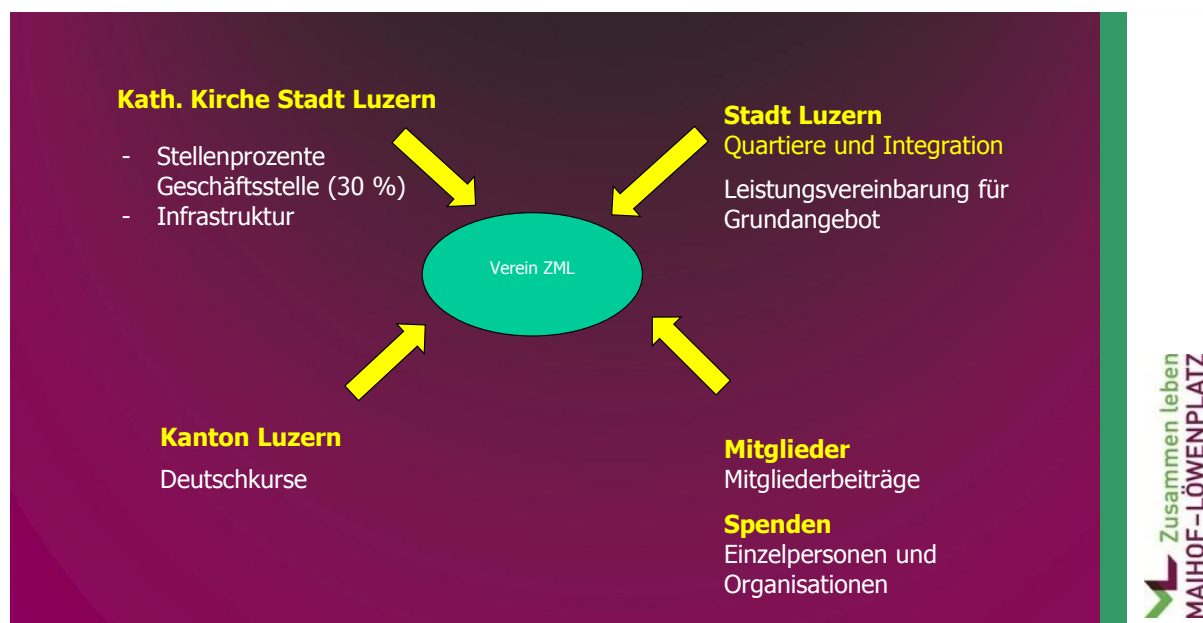 Kath. Kirche Stadt Luzern
- Stellenprozente
Geschäftsstelle (30 %)
- Infrastruktur
Stadt Luzern
Quartiere und Integration
Leistungsvereinbarung für
Grundangebot
Verein ZML
Kanton Luzern
Deutschkurse
Mitglieder
Mitgliederbeiträge
Spenden
Einzelpersonen und
Organisationen
Zusammen leben
MAIHOF–LÖWENPLATZ